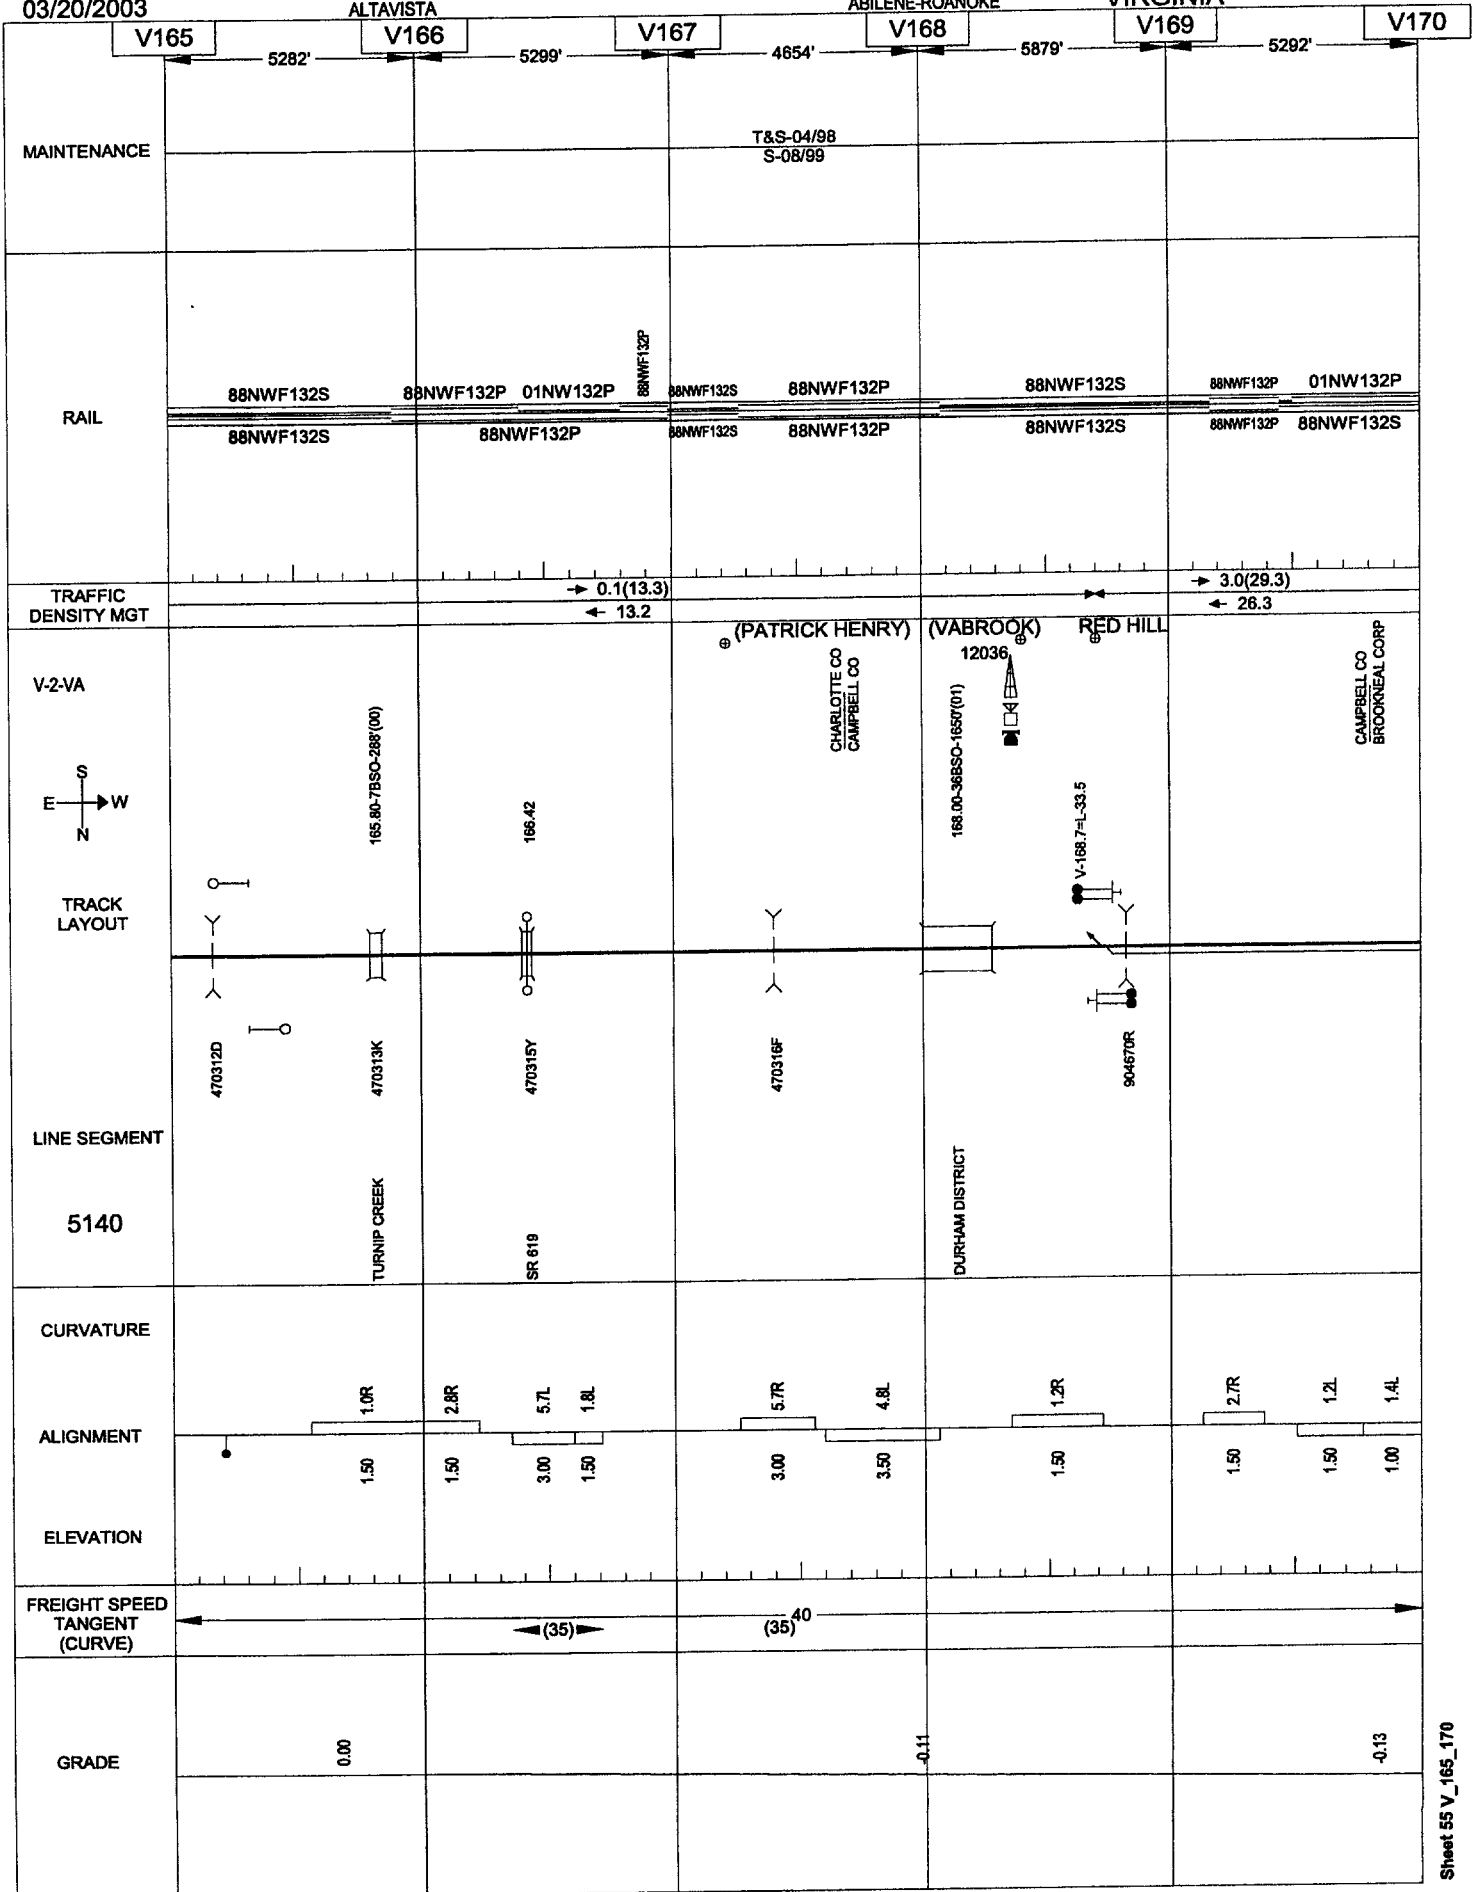 03/20/2003 ALTAVISTA ABILENE-ROANOKE VIRGINIA
V165 V166 V167 V168 V169 V170
5282' 5299' 4654' 5879' 5292'
MAINTENANCE
T&S-04/98
S-08/99
RAIL
88NWF132S 88NWF132P 01NW132P 88NWF132P 88NWF132S 88NWF132P 88NWF132S 88NWF132P 01NW132P
88NWF132S 88NWF132P 88NWF132S 88NWF132P 88NWF132S 88NWF132P 88NWF132S
TRAFFIC
DENSITY MGT
0.1(13.3) 3.0(29.3)
13.2 26.3
(PATRICK HENRY) (VABROOK) RED HILL
12036
V-2-VA
CHARLOTTE CO
CAMPBELL CO
CAMPBELL CO
BROOKNEAL CORP
S
E W
N
165.80-7BSO-288'(00)
166.42
168.00-36BSO-1650'(01)
V-168.7=L-33.5
TRACK
LAYOUT
470312D 470313K 470315Y 470316F 904670R
LINE SEGMENT
5140
TURNIP CREEK SR 619 DURHAM DISTRICT
CURVATURE
1.0R 2.8R 5.7L 1.8L 5.7R 4.8L 1.2R 2.7R 1.2L 1.4L
ALIGNMENT
1.50 1.50 3.00 1.50 3.00 3.50 1.50 1.50 1.50 1.00
ELEVATION
FREIGHT SPEED
TANGENT
(CURVE)
40
(35) (35)
GRADE
0.00 -0.11 -0.13
Sheet 55 V_165_170